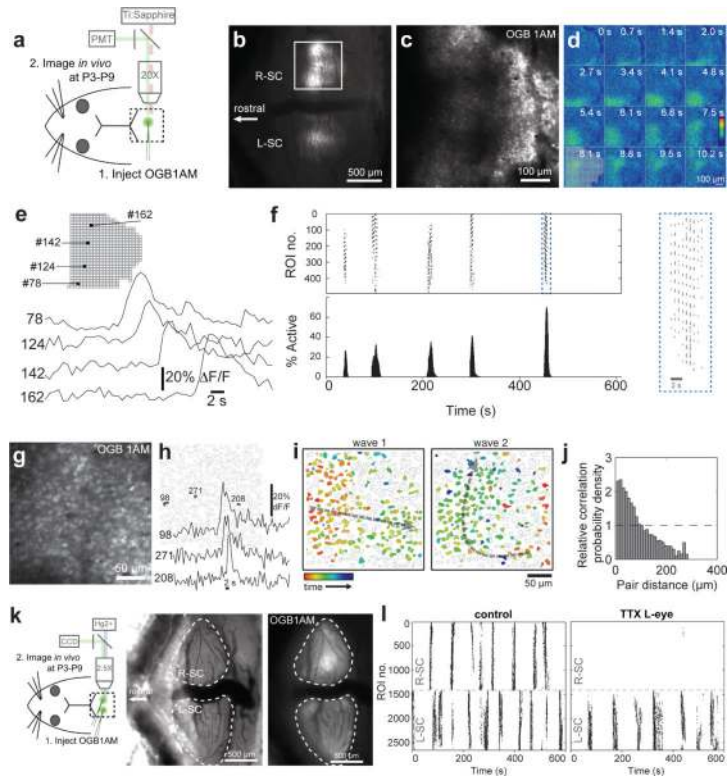 a
Ti:Sapphire
PMT
2. Image in vivo
at P3-P9
20X
1. Inject OGB1AM
b
R-SC
rostral
L-SC
500 µm
c
OGB 1AM
100 µm
d
0 s
0.7 s
1.4 s
2.0 s
2.7 s
3.4 s
4.1 s
4.8 s
5.4 s
6.1 s
6.8 s
7.5 s
8.1 s
8.8 s
9.5 s
10.2 s
100 µm
e
#162
#142
#124
#78
78
124
142
162
20% ΔF/F
2 s
f
ROI no.
0
100
200
300
400
% Active
60
40
20
0
0
200
400
600
Time (s)
2 s
g
OGB 1AM
50 µm
h
98
271
208
20%
dF/F
98
271
208
2 s
i
wave 1
wave 2
time
50 µm
j
Relative correlation
probability density
3
2
1
0
0
200
400
Pair distance (µm)
k
Hg2+
CCD
2. Image in vivo
at P3-P9
2.5X
1. Inject OGB1AM
rostral
R-SC
L-SC
500 µm
OGB1AM
500 µm
l
control
TTX L-eye
ROI no.
0
500
1000
1500
2000
2500
R-SC
L-SC
R-SC
L-SC
0
200
400
600
Time (s)
0
200
400
600
Time (s)